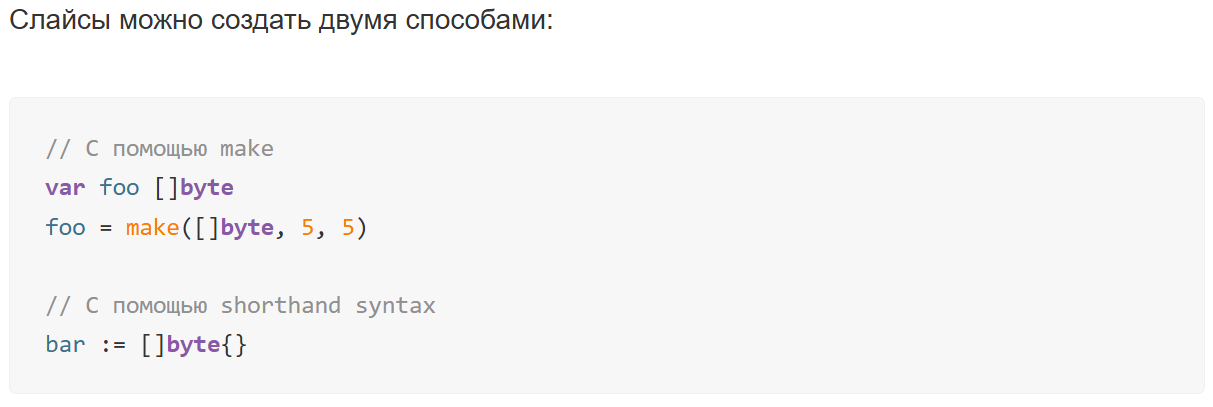 Слайсы можно создать двумя способами:
// С помощью make
var foo []byte
foo = make([]byte, 5, 5)
// С помощью shorthand syntax
bar := []byte{}